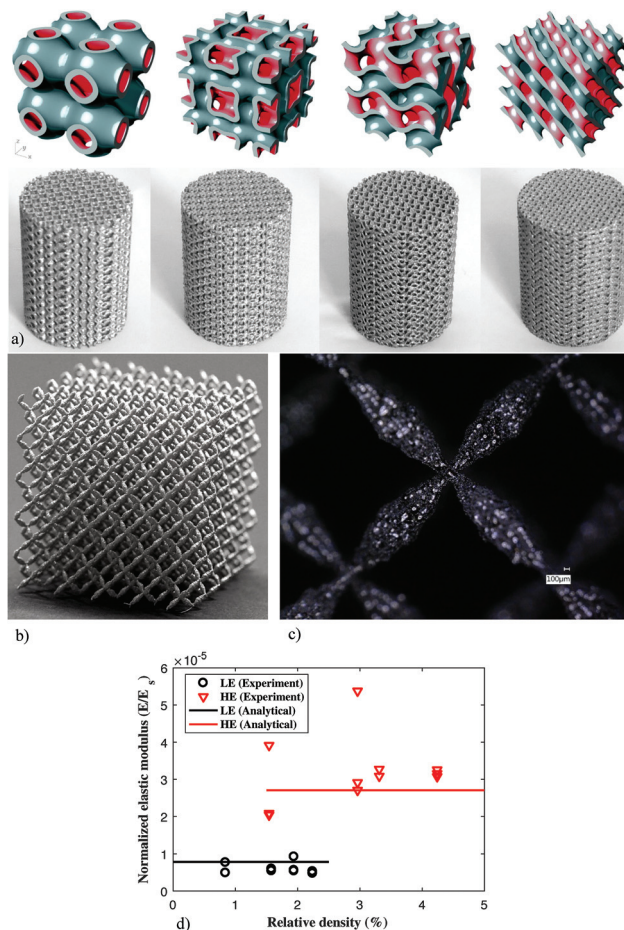 z
y
x
a)
b)
c)
100μm
×10⁻⁵
6
5
4
3
2
1
0
0
1
2
3
4
5
Normalized elastic modulus (E/Eₛ)
Relative density (%)
LE (Experiment)
HE (Experiment)
LE (Analytical)
HE (Analytical)
d)